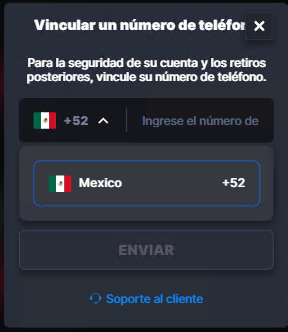 Vincular un número de teléfon
Para la seguridad de su cuenta y los retiros
posteriores, vincule su número de teléfono.
+52 Ingrese el número de
Mexico +52
ENVIAR
Soporte al cliente